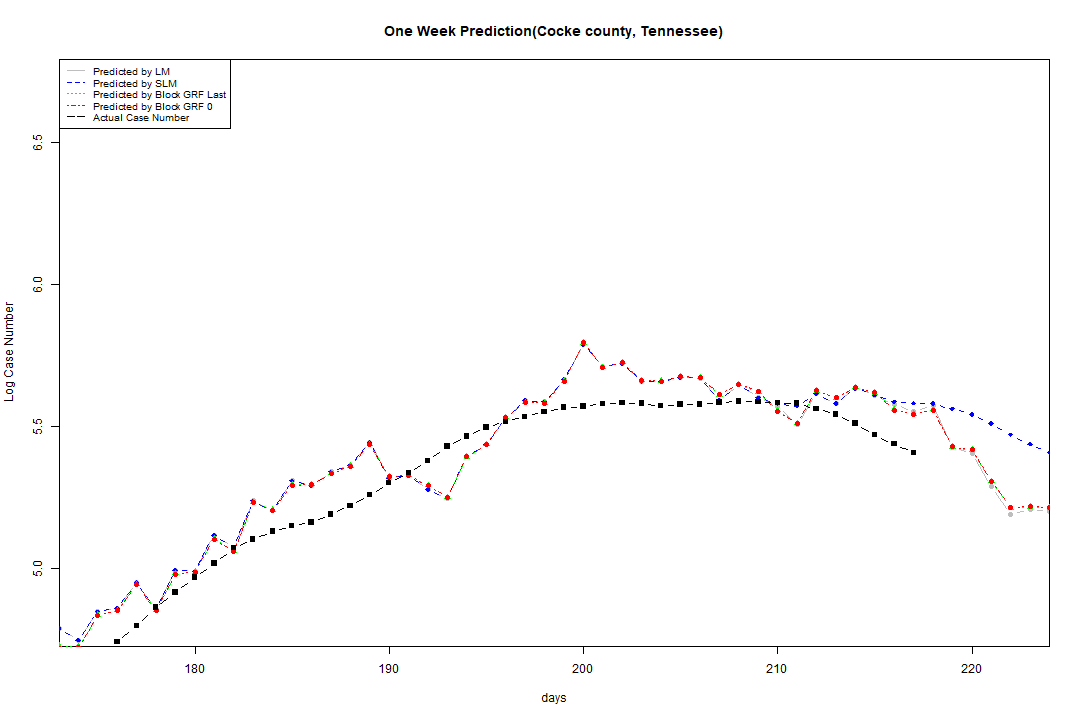 One Week Prediction(Cocke county, Tennessee)
Predicted by LM
Predicted by SLM
Predicted by Block GRF Last
Predicted by Block GRF 0
Actual Case Number
Log Case Number
6.5
6.0
5.5
5.0
180 190 200 210 220
days